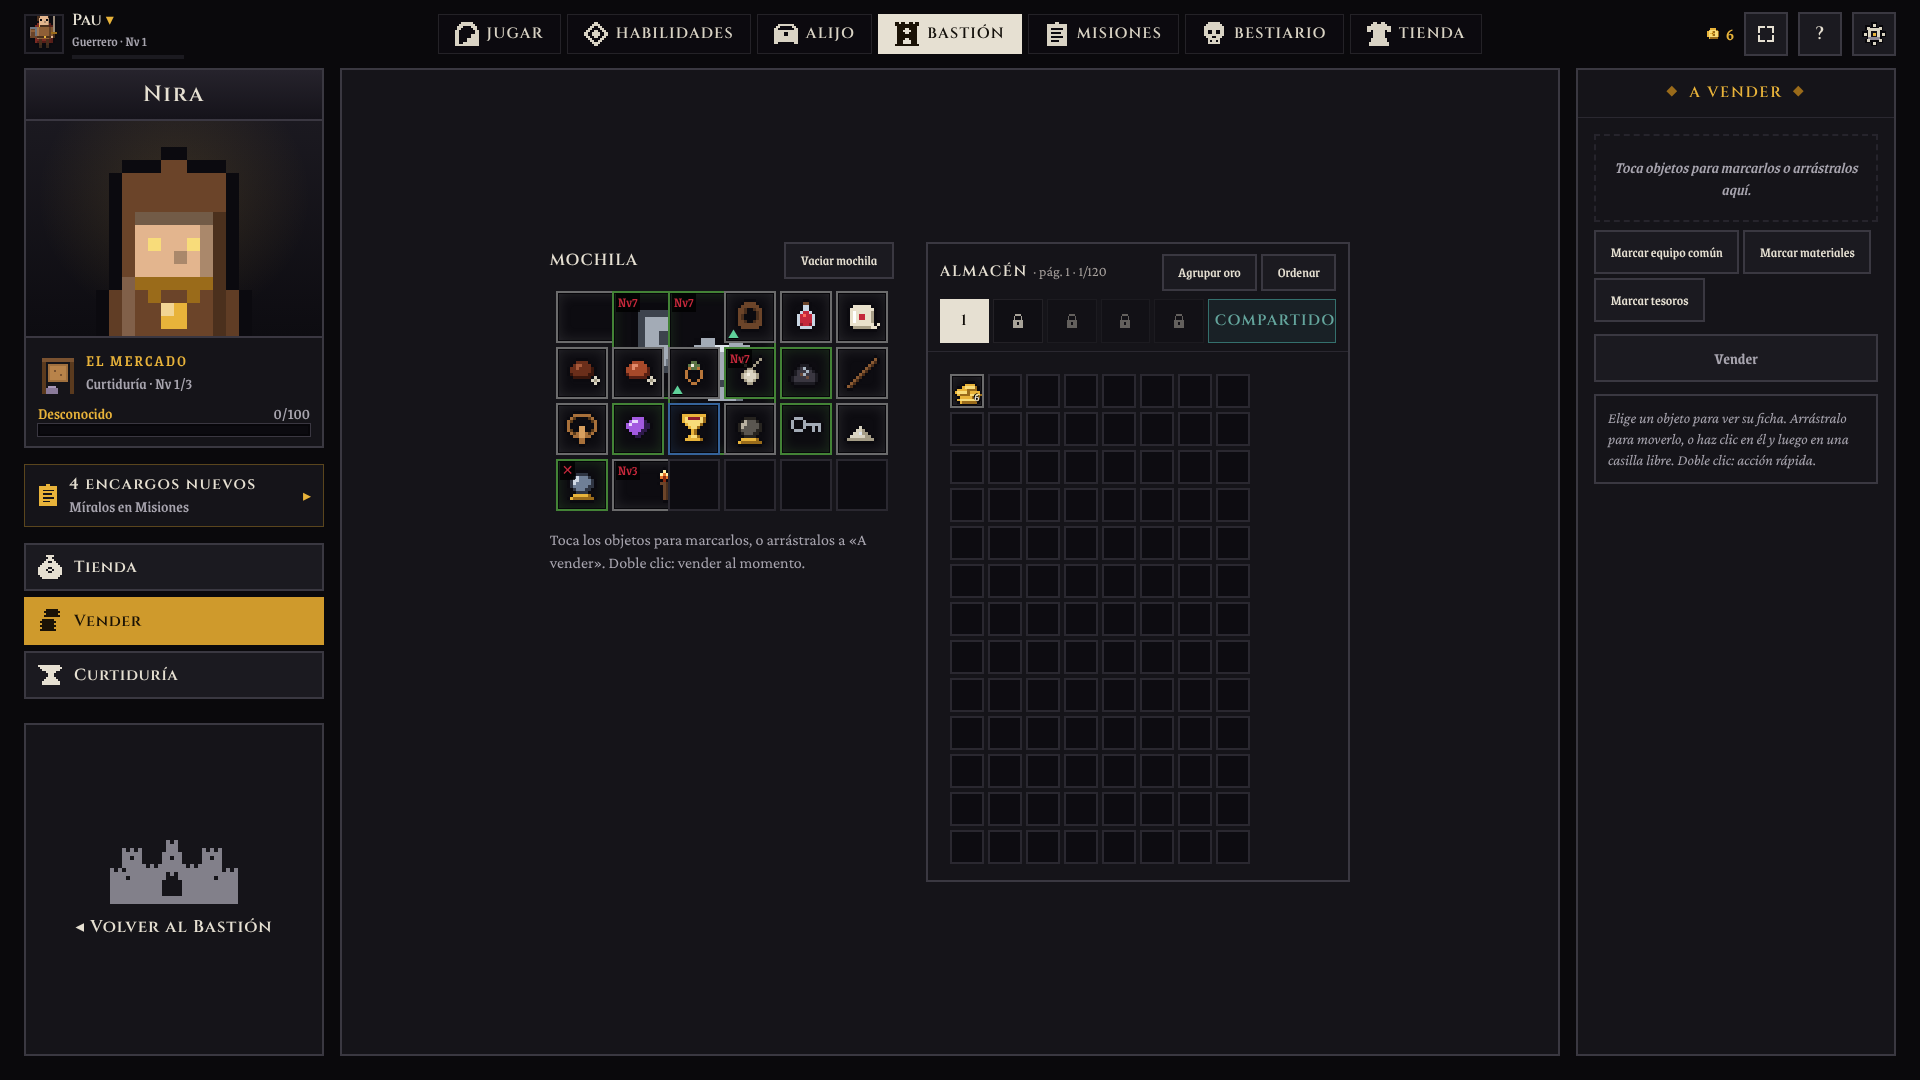 Pau ▾
Guerrero · Nv 1
JUGAR
HABILIDADES
ALIJO
BASTIÓN
MISIONES
BESTIARIO
TIENDA
6
?
Nira
EL MERCADO
Curtiduría · Nv 1/3
Desconocido 0/100
4 ENCARGOS NUEVOS
Míralos en Misiones
Tienda
Vender
Curtiduría
◂ Volver al Bastión
MOCHILA
Vaciar mochila
Nv7
Nv7
Nv7
Nv3
Toca los objetos para marcarlos, o arrástralos a «A
vender». Doble clic: vender al momento.
ALMACÉN · pág. 1 · 1/120
Agrupar oro
Ordenar
1
COMPARTIDO
6
◆ A VENDER ◆
Toca objetos para marcarlos o arrástralos
aquí.
Marcar equipo común
Marcar materiales
Marcar tesoros
Vender
Elige un objeto para ver su ficha. Arrástralo
para moverlo, o haz clic en él y luego en una
casilla libre. Doble clic: acción rápida.